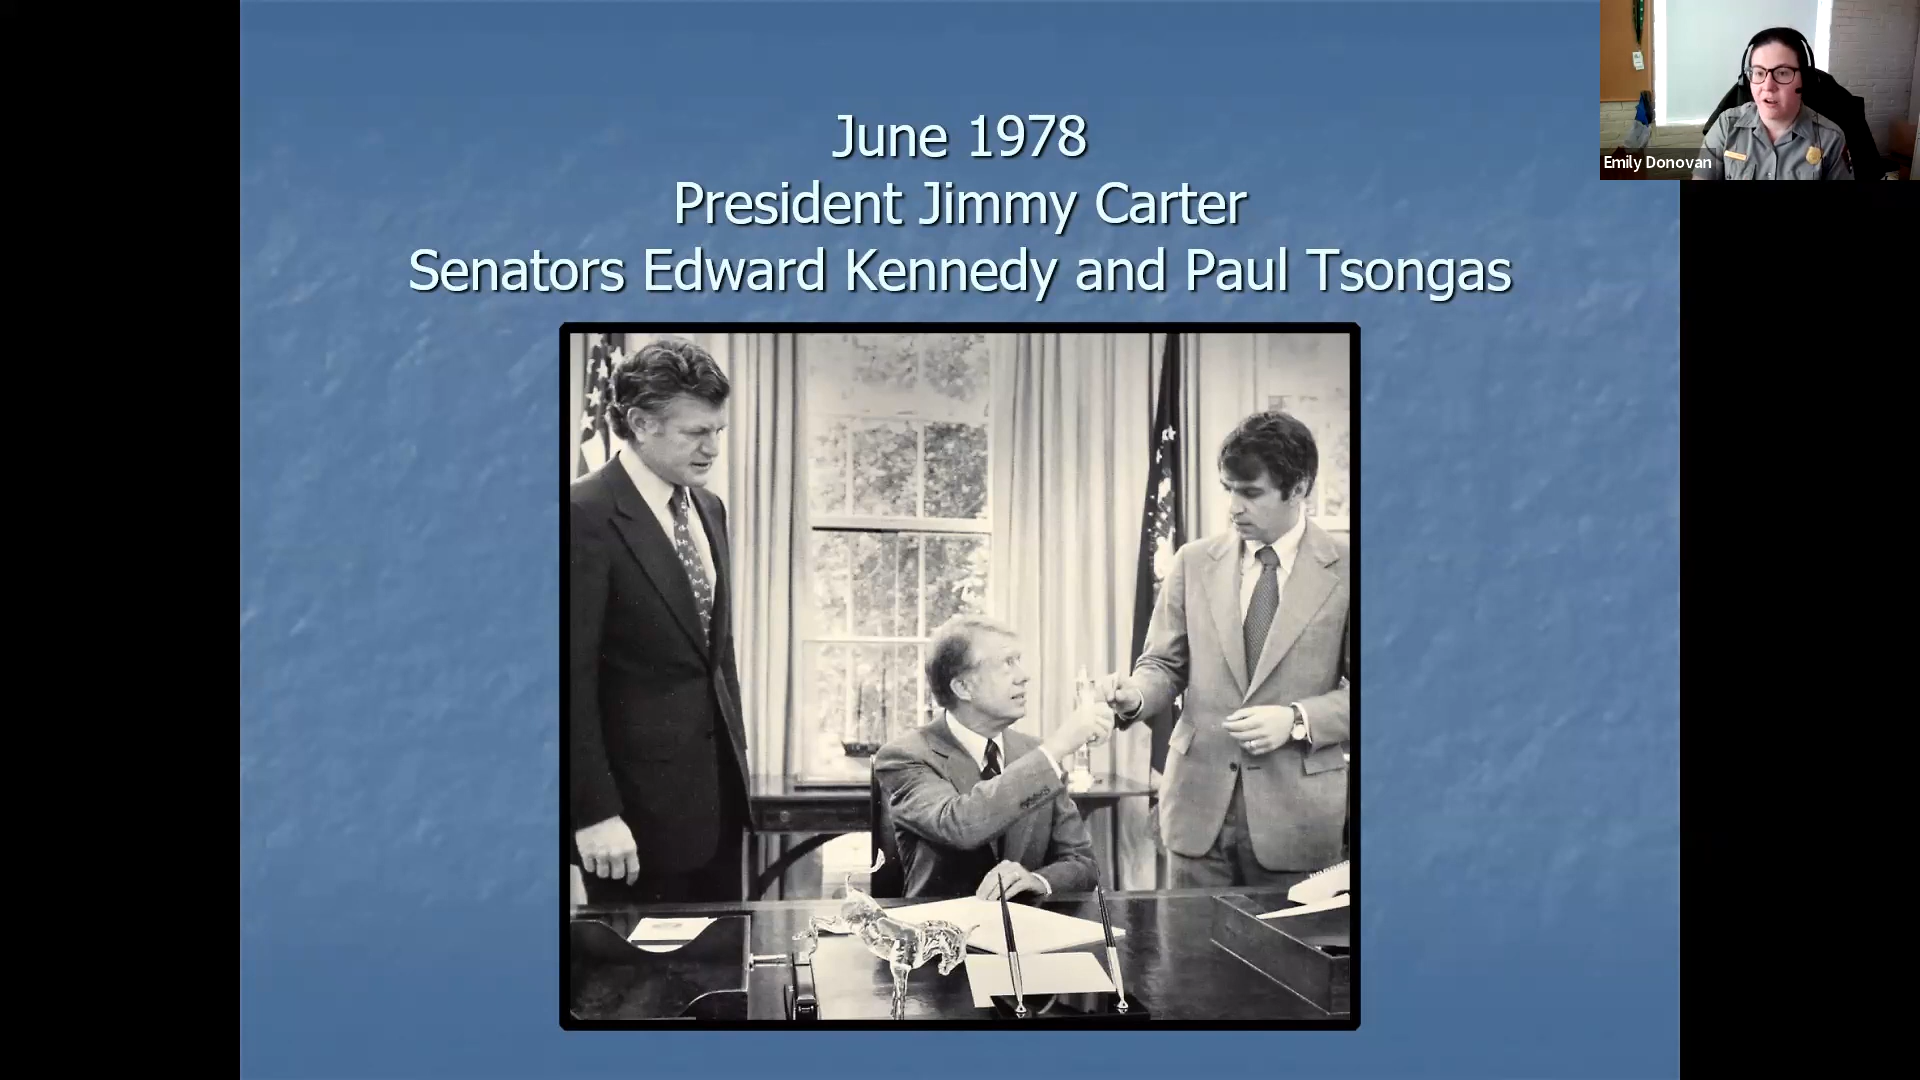 June 1978
President Jimmy Carter
Senators Edward Kennedy and Paul Tsongas
Emily Donovan